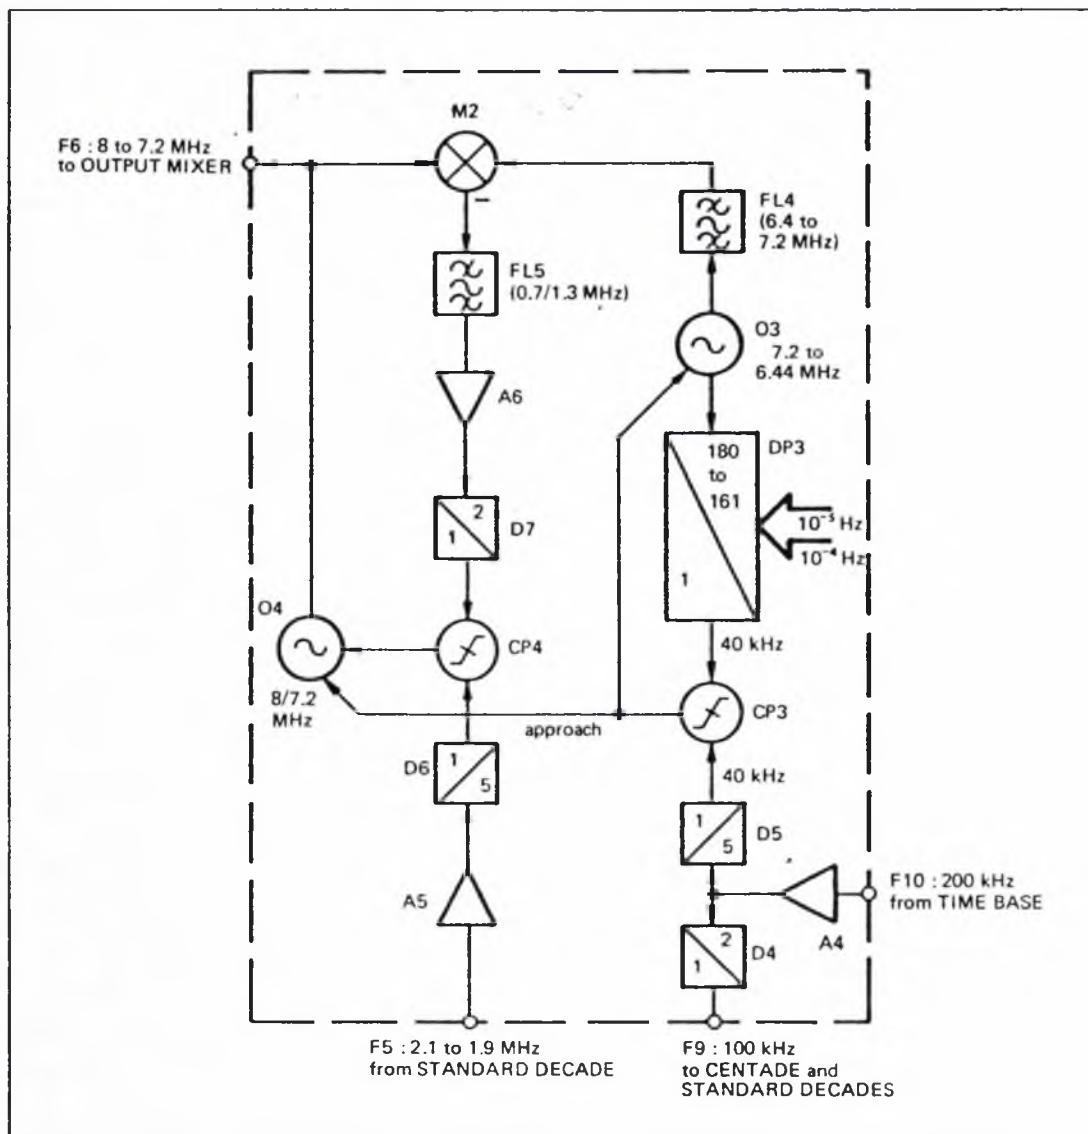 M2
F6 : 8 to 7.2 MHz
to OUTPUT MIXER
FL4
(6.4 to
7.2 MHz)
FL5
(0.7/1.3 MHz)
O3
7.2 to
6.44 MHz
A6
180
to
161
1
DP3
10⁻⁵ Hz
10⁻⁴ Hz
2
1
D7
40 kHz
O4
CP4
8/7.2
MHz
CP3
approach
40 kHz
D6
1
5
1
5
D5
A5
F10 : 200 kHz
from TIME BASE
A4
2
1
D4
F5 : 2.1 to 1.9 MHz
from STANDARD DECADE
F9 : 100 kHz
to CENTADE and
STANDARD DECADES